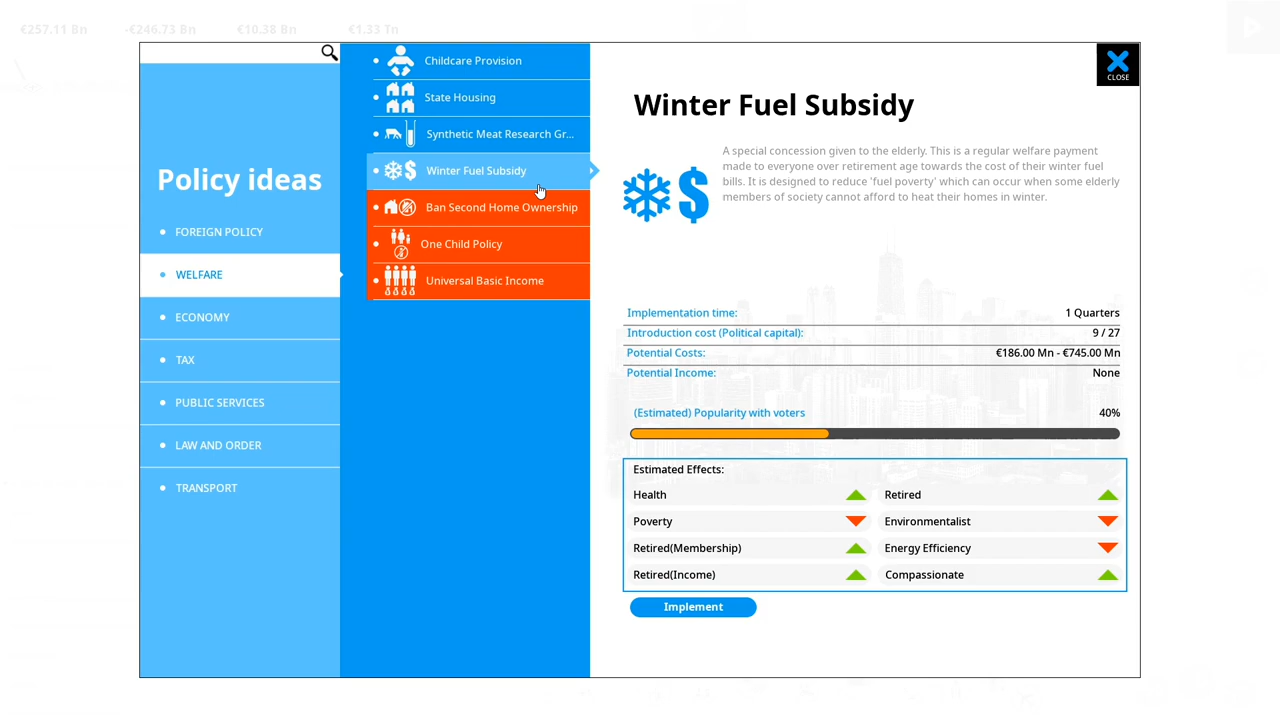 €257.11 Bn -€246.73 Bn €10.38 Bn €1.33 Tn
CLOSE
Policy ideas
FOREIGN POLICY
WELFARE
ECONOMY
TAX
PUBLIC SERVICES
LAW AND ORDER
TRANSPORT
Childcare Provision
State Housing
Synthetic Meat Research Gr...
Winter Fuel Subsidy
Ban Second Home Ownership
One Child Policy
Universal Basic Income
Winter Fuel Subsidy
A special concession given to the elderly. This is a regular welfare payment
made to everyone over retirement age towards the cost of their winter fuel
bills. It is designed to reduce 'fuel poverty' which can occur when some elderly
members of society cannot afford to heat their homes in winter.
Implementation time: 1 Quarters
Introduction cost (Political capital): 9 / 27
Potential Costs: €186.00 Mn - €745.00 Mn
Potential Income: None
(Estimated) Popularity with voters 40%
Estimated Effects:
Health Retired
Poverty Environmentalist
Retired(Membership) Energy Efficiency
Retired(Income) Compassionate
Implement